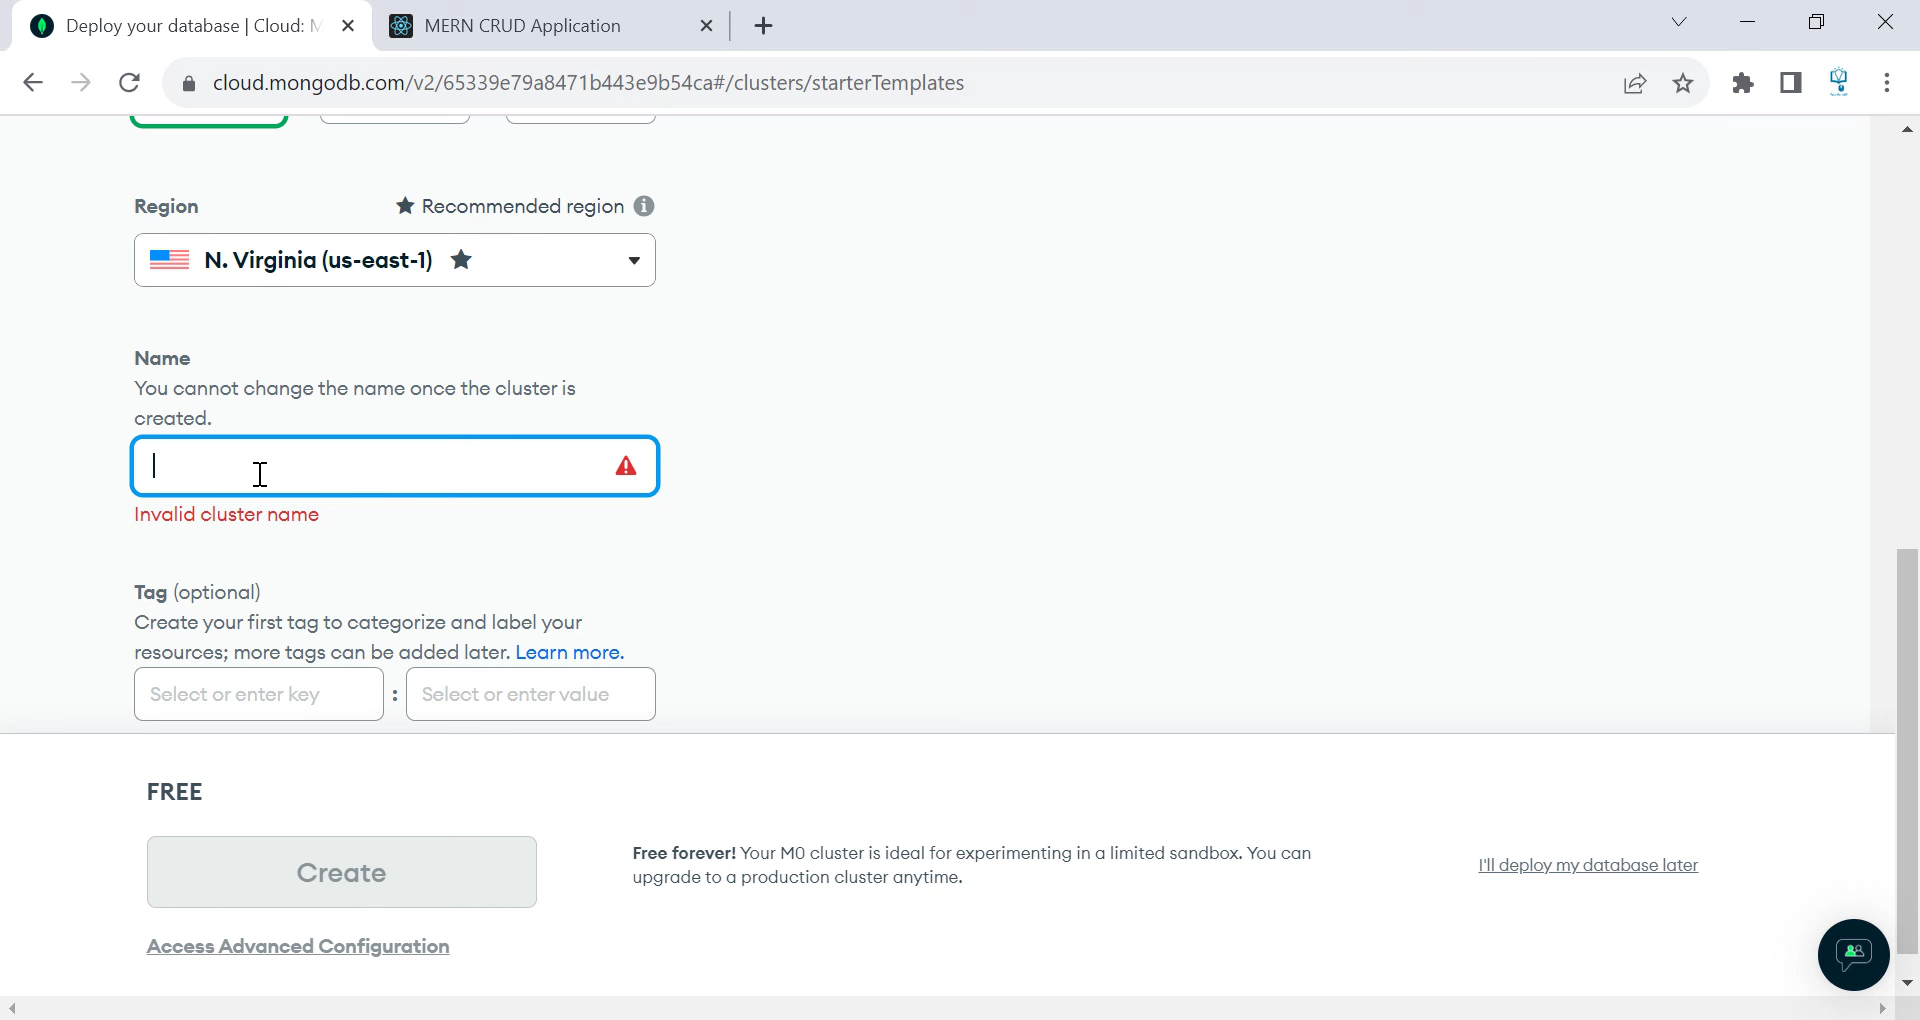 Deploy your database | Cloud: M
MERN CRUD Application
cloud.mongodb.com/v2/65339e79a8471b443e9b54ca#/clusters/starterTemplates
Region
Recommended region
N. Virginia (us-east-1)
Name
You cannot change the name once the cluster is
created.
Invalid cluster name
Tag (optional)
Create your first tag to categorize and label your
resources; more tags can be added later. Learn more.
Select or enter key : Select or enter value
FREE
Create
Free forever! Your M0 cluster is ideal for experimenting in a limited sandbox. You can
upgrade to a production cluster anytime.
I'll deploy my database later
Access Advanced Configuration